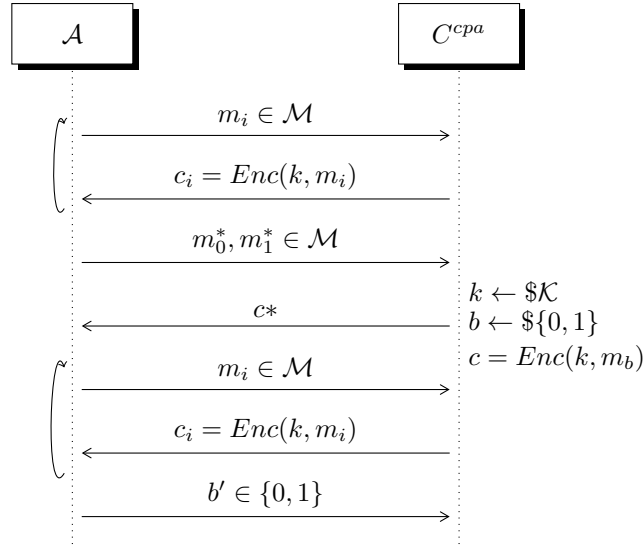 𝒜 C^{cpa}
m_i ∈ ℳ
c_i = Enc(k, m_i)
m_0^*, m_1^* ∈ ℳ
k ← $𝒦
c∗ b ← ${0, 1}
c = Enc(k, m_b)
m_i ∈ ℳ
c_i = Enc(k, m_i)
b′ ∈ {0, 1}